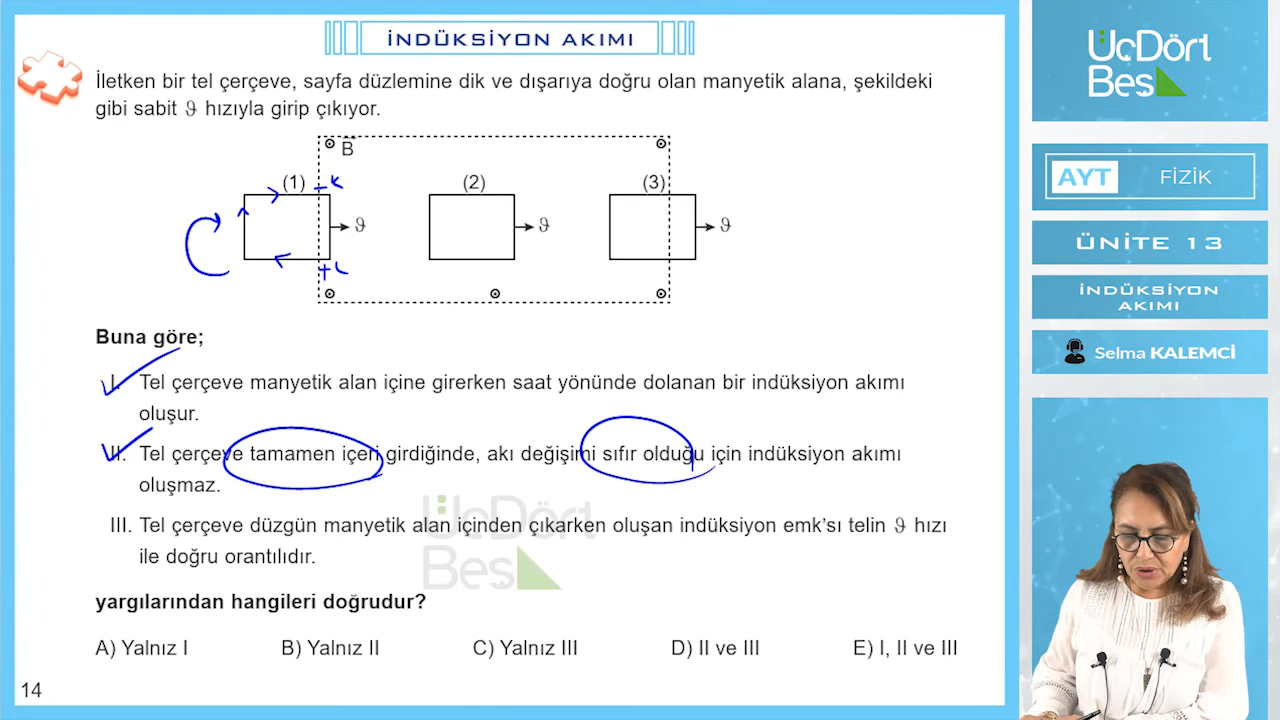 İNDÜKSİYON AKIMI
İletken bir tel çerçeve, sayfa düzlemine dik ve dışarıya doğru olan manyetik alana, şekildeki
gibi sabit ϑ hızıyla girip çıkıyor.
B
(1) (2) (3)
- K
ϑ ϑ ϑ
+ L
Buna göre;
I. Tel çerçeve manyetik alan içine girerken saat yönünde dolanan bir indüksiyon akımı
oluşur.
II. Tel çerçeve tamamen içeri girdiğinde, akı değişimi sıfır olduğu için indüksiyon akımı
oluşmaz.
III. Tel çerçeve düzgün manyetik alan içinden çıkarken oluşan indüksiyon emk'sı telin ϑ hızı
ile doğru orantılıdır.
yargılarından hangileri doğrudur?
A) Yalnız I B) Yalnız II C) Yalnız III D) II ve III E) I, II ve III
14
ÜçDört
Beş
ÜçDört
Beş
AYT FİZİK
ÜNİTE 13
İNDÜKSİYON
AKIMI
Selma KALEMCİ